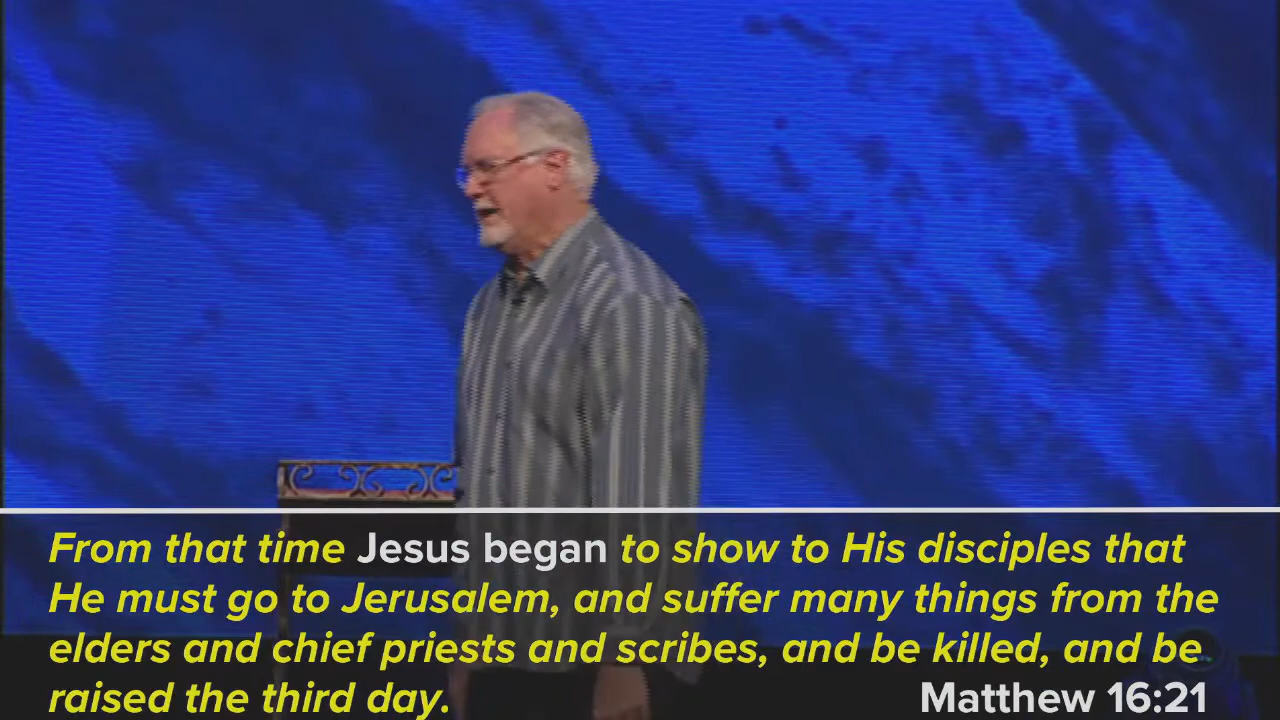 From that time Jesus began to show to His disciples that
He must go to Jerusalem, and suffer many things from the
elders and chief priests and scribes, and be killed, and be
raised the third day.
Matthew 16:21